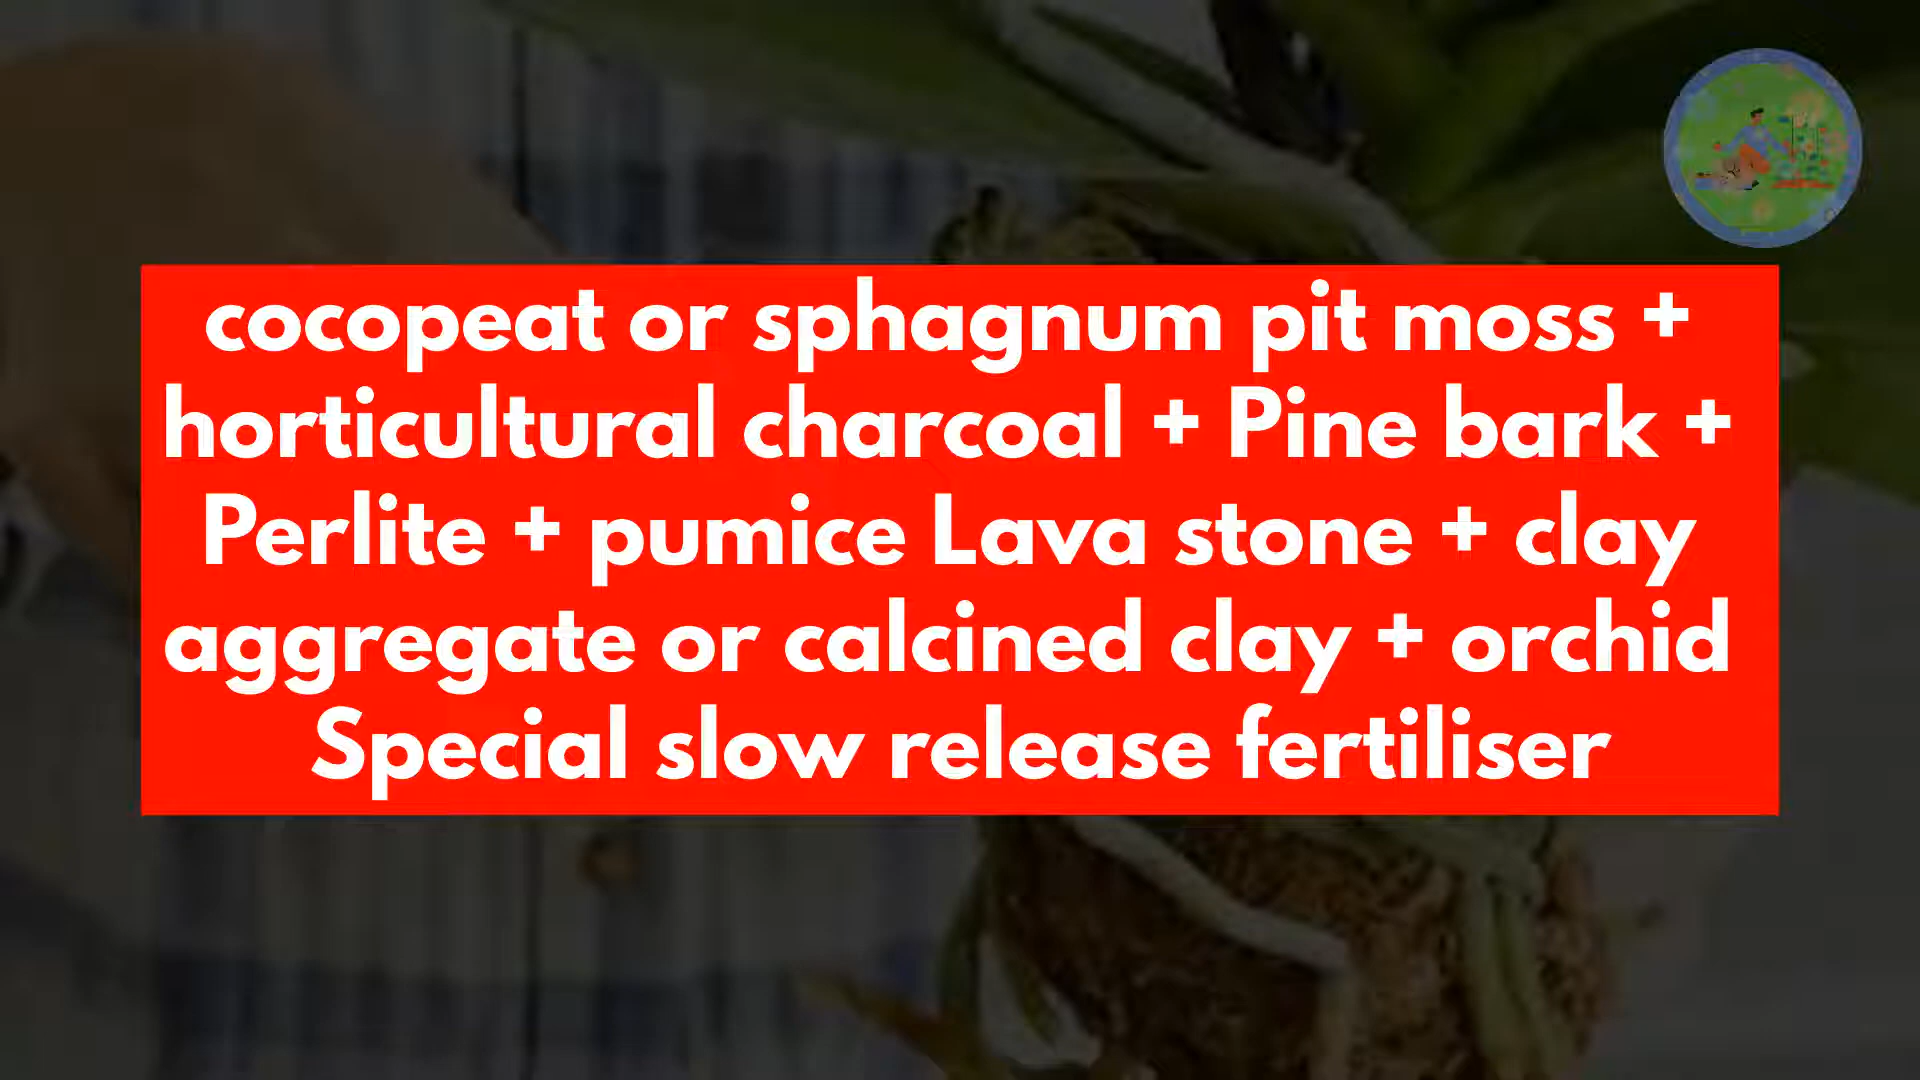 cocopeat or sphagnum pit moss +
horticultural charcoal + Pine bark +
Perlite + pumice Lava stone + clay
aggregate or calcined clay + orchid
Special slow release fertiliser